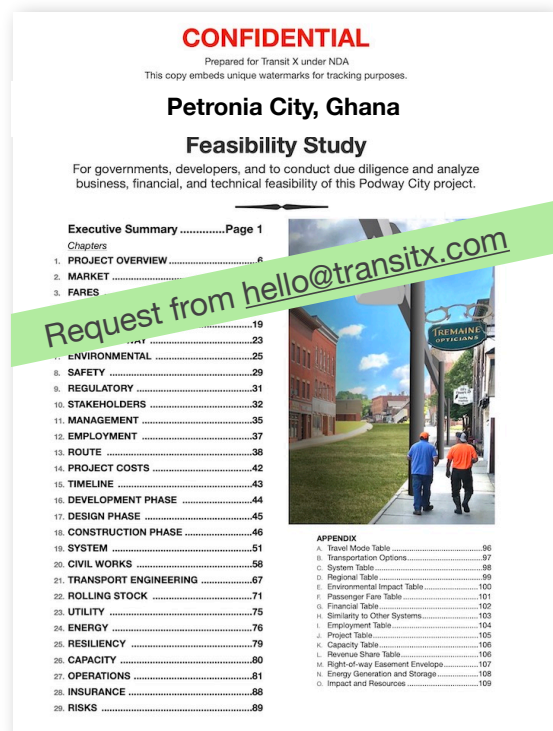 CONFIDENTIAL
Prepared for Transit X under NDA
This copy embeds unique watermarks for tracking purposes.
Petronia City, Ghana
Feasibility Study
For governments, developers, and to conduct due diligence and analyze
business, financial, and technical feasibility of this Podway City project.
Executive Summary ..............Page 1
Chapters
1. PROJECT OVERVIEW ...............................6
2. MARKET
3. FARES
Request from hello@transitx.com
19
23
7. ENVIRONMENTAL ...............................25
8. SAFETY ...............................29
9. REGULATORY ...............................31
10. STAKEHOLDERS ...............................32
11. MANAGEMENT ...............................35
12. EMPLOYMENT ...............................37
13. ROUTE ...............................38
14. PROJECT COSTS ...............................42
15. TIMELINE ...............................43
16. DEVELOPMENT PHASE ...............................44
17. DESIGN PHASE ...............................45
18. CONSTRUCTION PHASE ...............................46
19. SYSTEM ...............................51
20. CIVIL WORKS ...............................58
21. TRANSPORT ENGINEERING ...............................67
22. ROLLING STOCK ...............................71
23. UTILITY ...............................75
24. ENERGY ...............................76
25. RESILIENCY ...............................79
26. CAPACITY ...............................80
27. OPERATIONS ...............................81
28. INSURANCE ...............................88
29. RISKS ...............................89
TREMAINE
OPTICIANS
APPENDIX
A. Travel Mode Table ...............................96
B. Transportation Options ...............................97
C. System Table ...............................98
D. Regional Table ...............................99
E. Environmental Impact Table ...............................100
F. Passenger Fare Table ...............................101
G. Financial Table ...............................102
H. Similarity to Other Systems ...............................103
I. Employment Table ...............................104
J. Project Table ...............................105
K. Capacity Table ...............................106
L. Revenue Share Table ...............................106
M. Right-of-way Easement Envelope ...............................107
N. Energy Generation and Storage ...............................108
O. Impact and Resources ...............................109